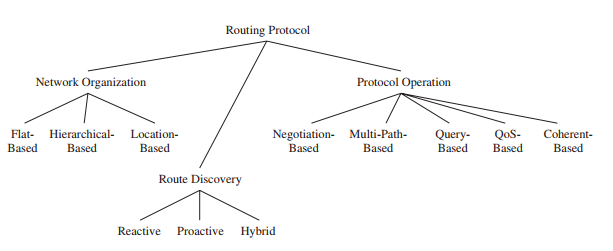 Routing Protocol
Network Organization
Protocol Operation
Flat-
Based
Hierarchical-
Based
Location-
Based
Negotiation-
Based
Multi-Path-
Based
Query-
Based
QoS-
Based
Coherent-
Based
Route Discovery
Reactive
Proactive
Hybrid